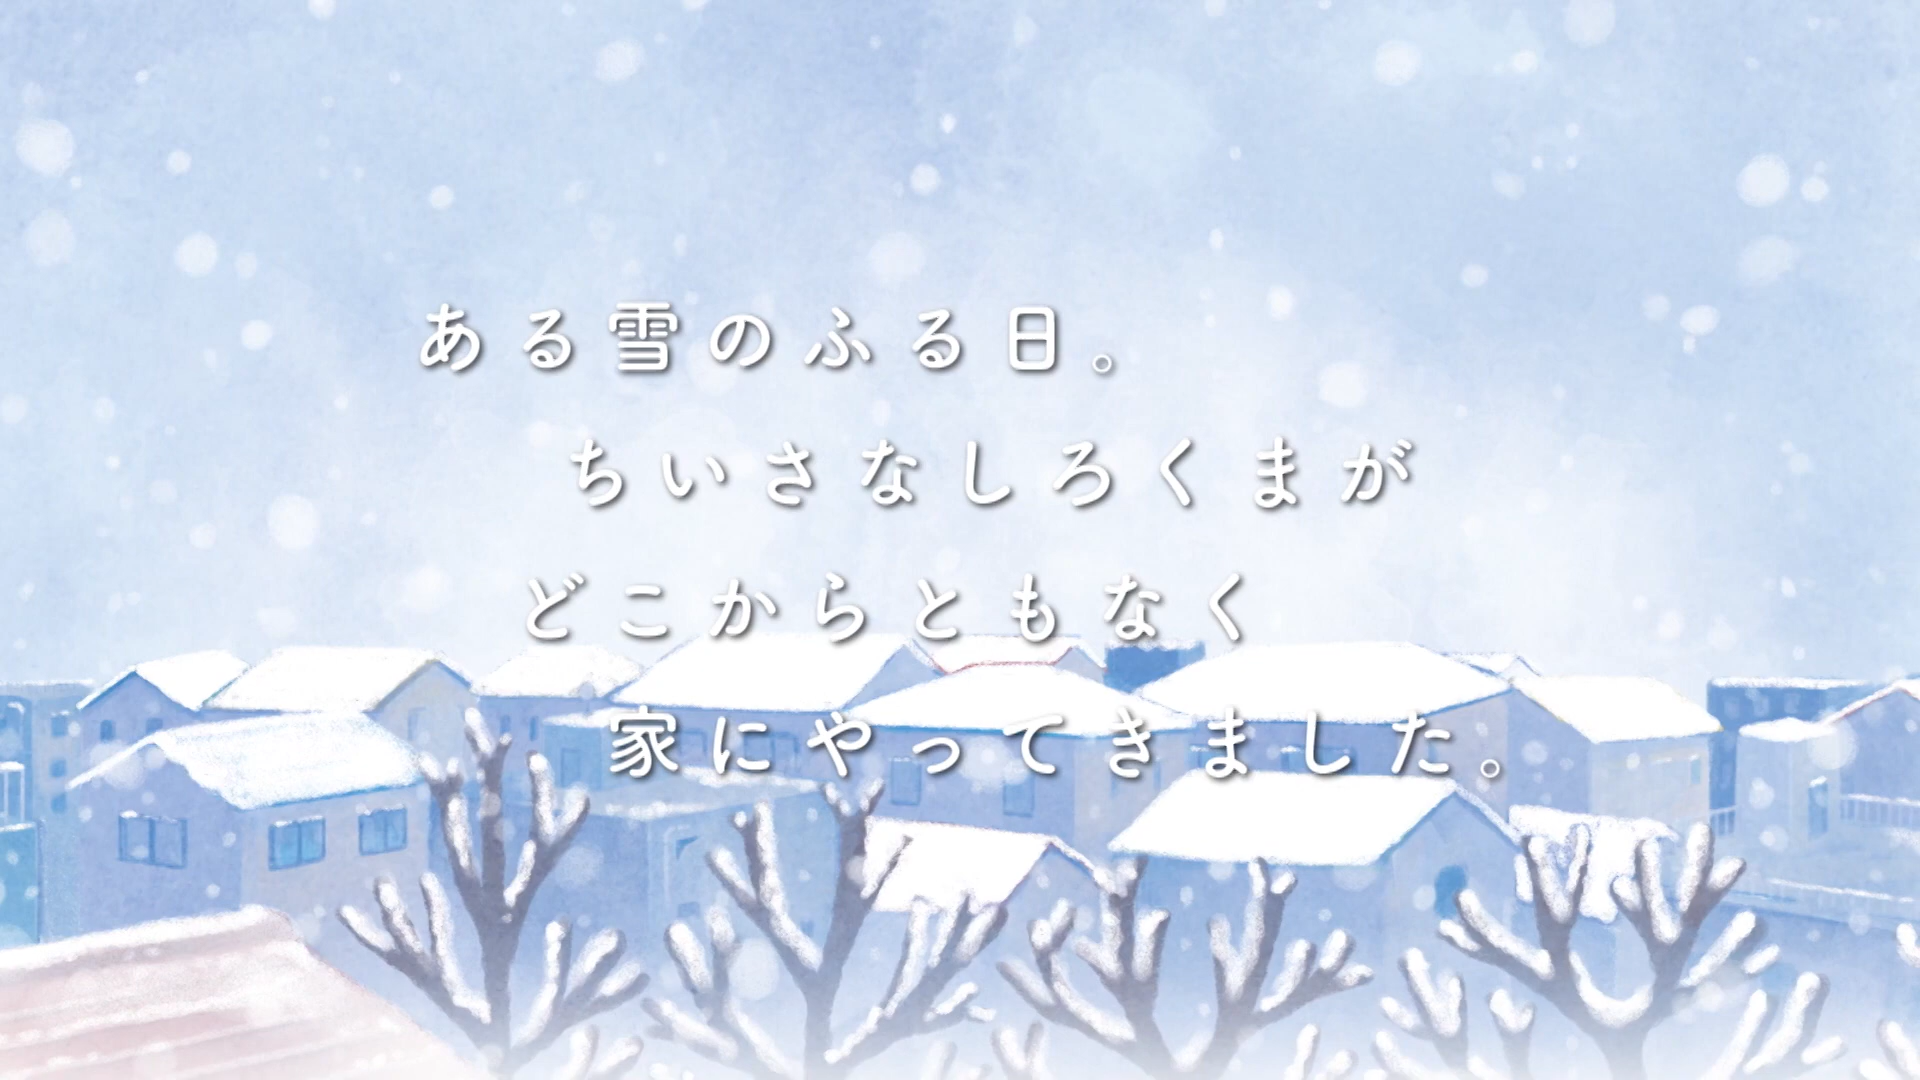 ある雪のふる日。
ちいさなしろくまが
どこからともなく
家にやってきました。